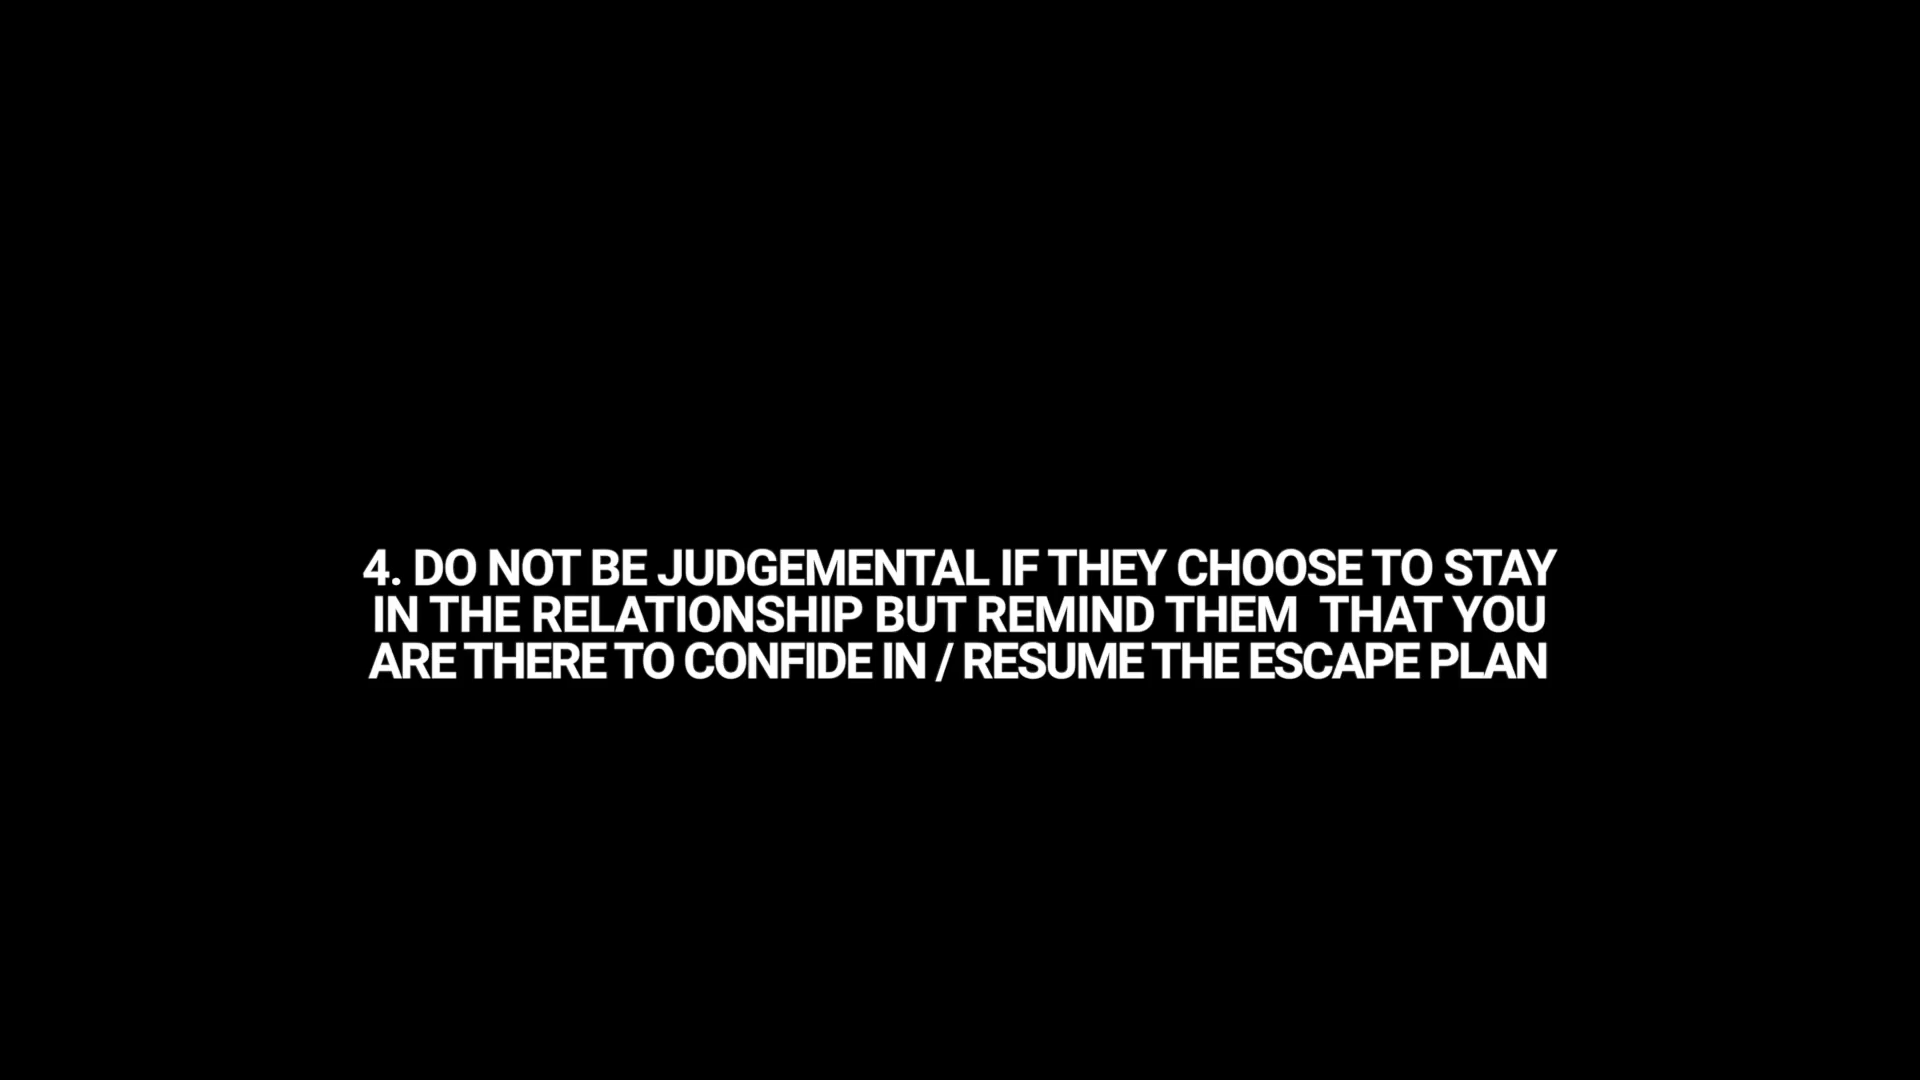 4. DO NOT BE JUDGEMENTAL IF THEY CHOOSE TO STAY
IN THE RELATIONSHIP BUT REMIND THEM  THAT YOU
ARE THERE TO CONFIDE IN / RESUME THE ESCAPE PLAN